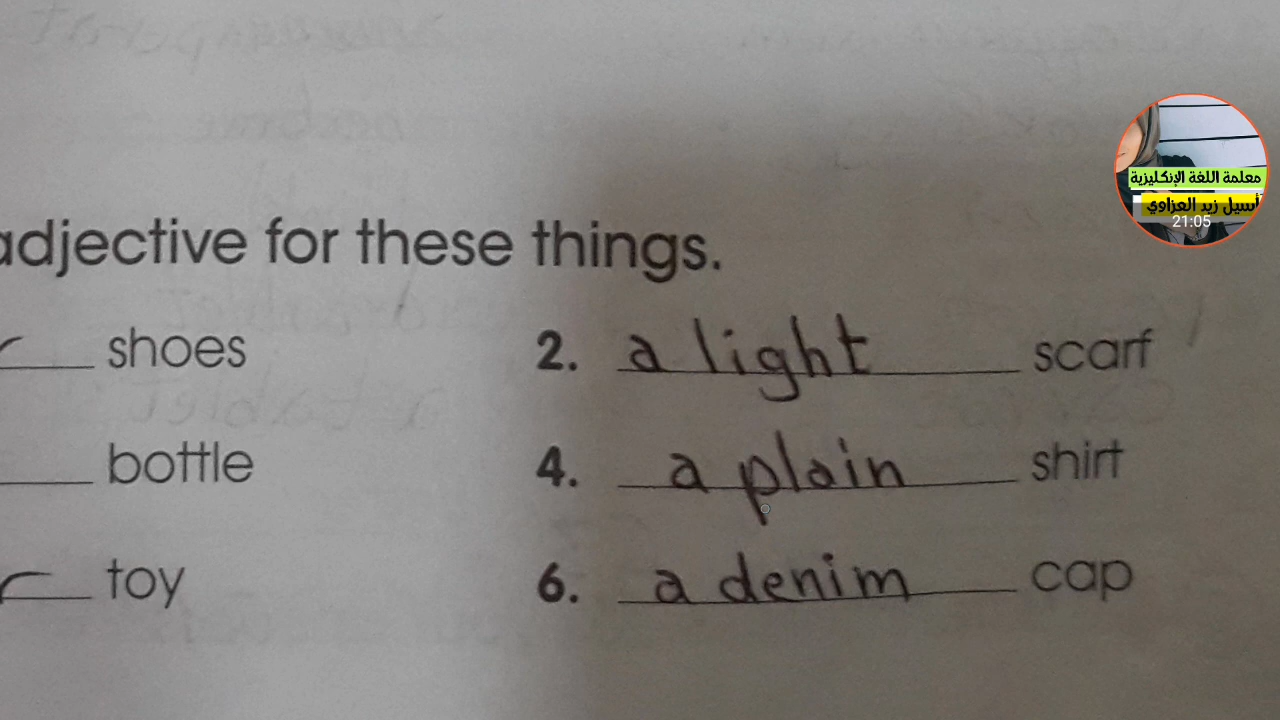 adjective for these things.
shoes 2. a light scarf
bottle 4. a plain shirt
toy 6. a denim cap
معلمة اللغة الإنكليزية
أسيل زيد العزاوي
21:05